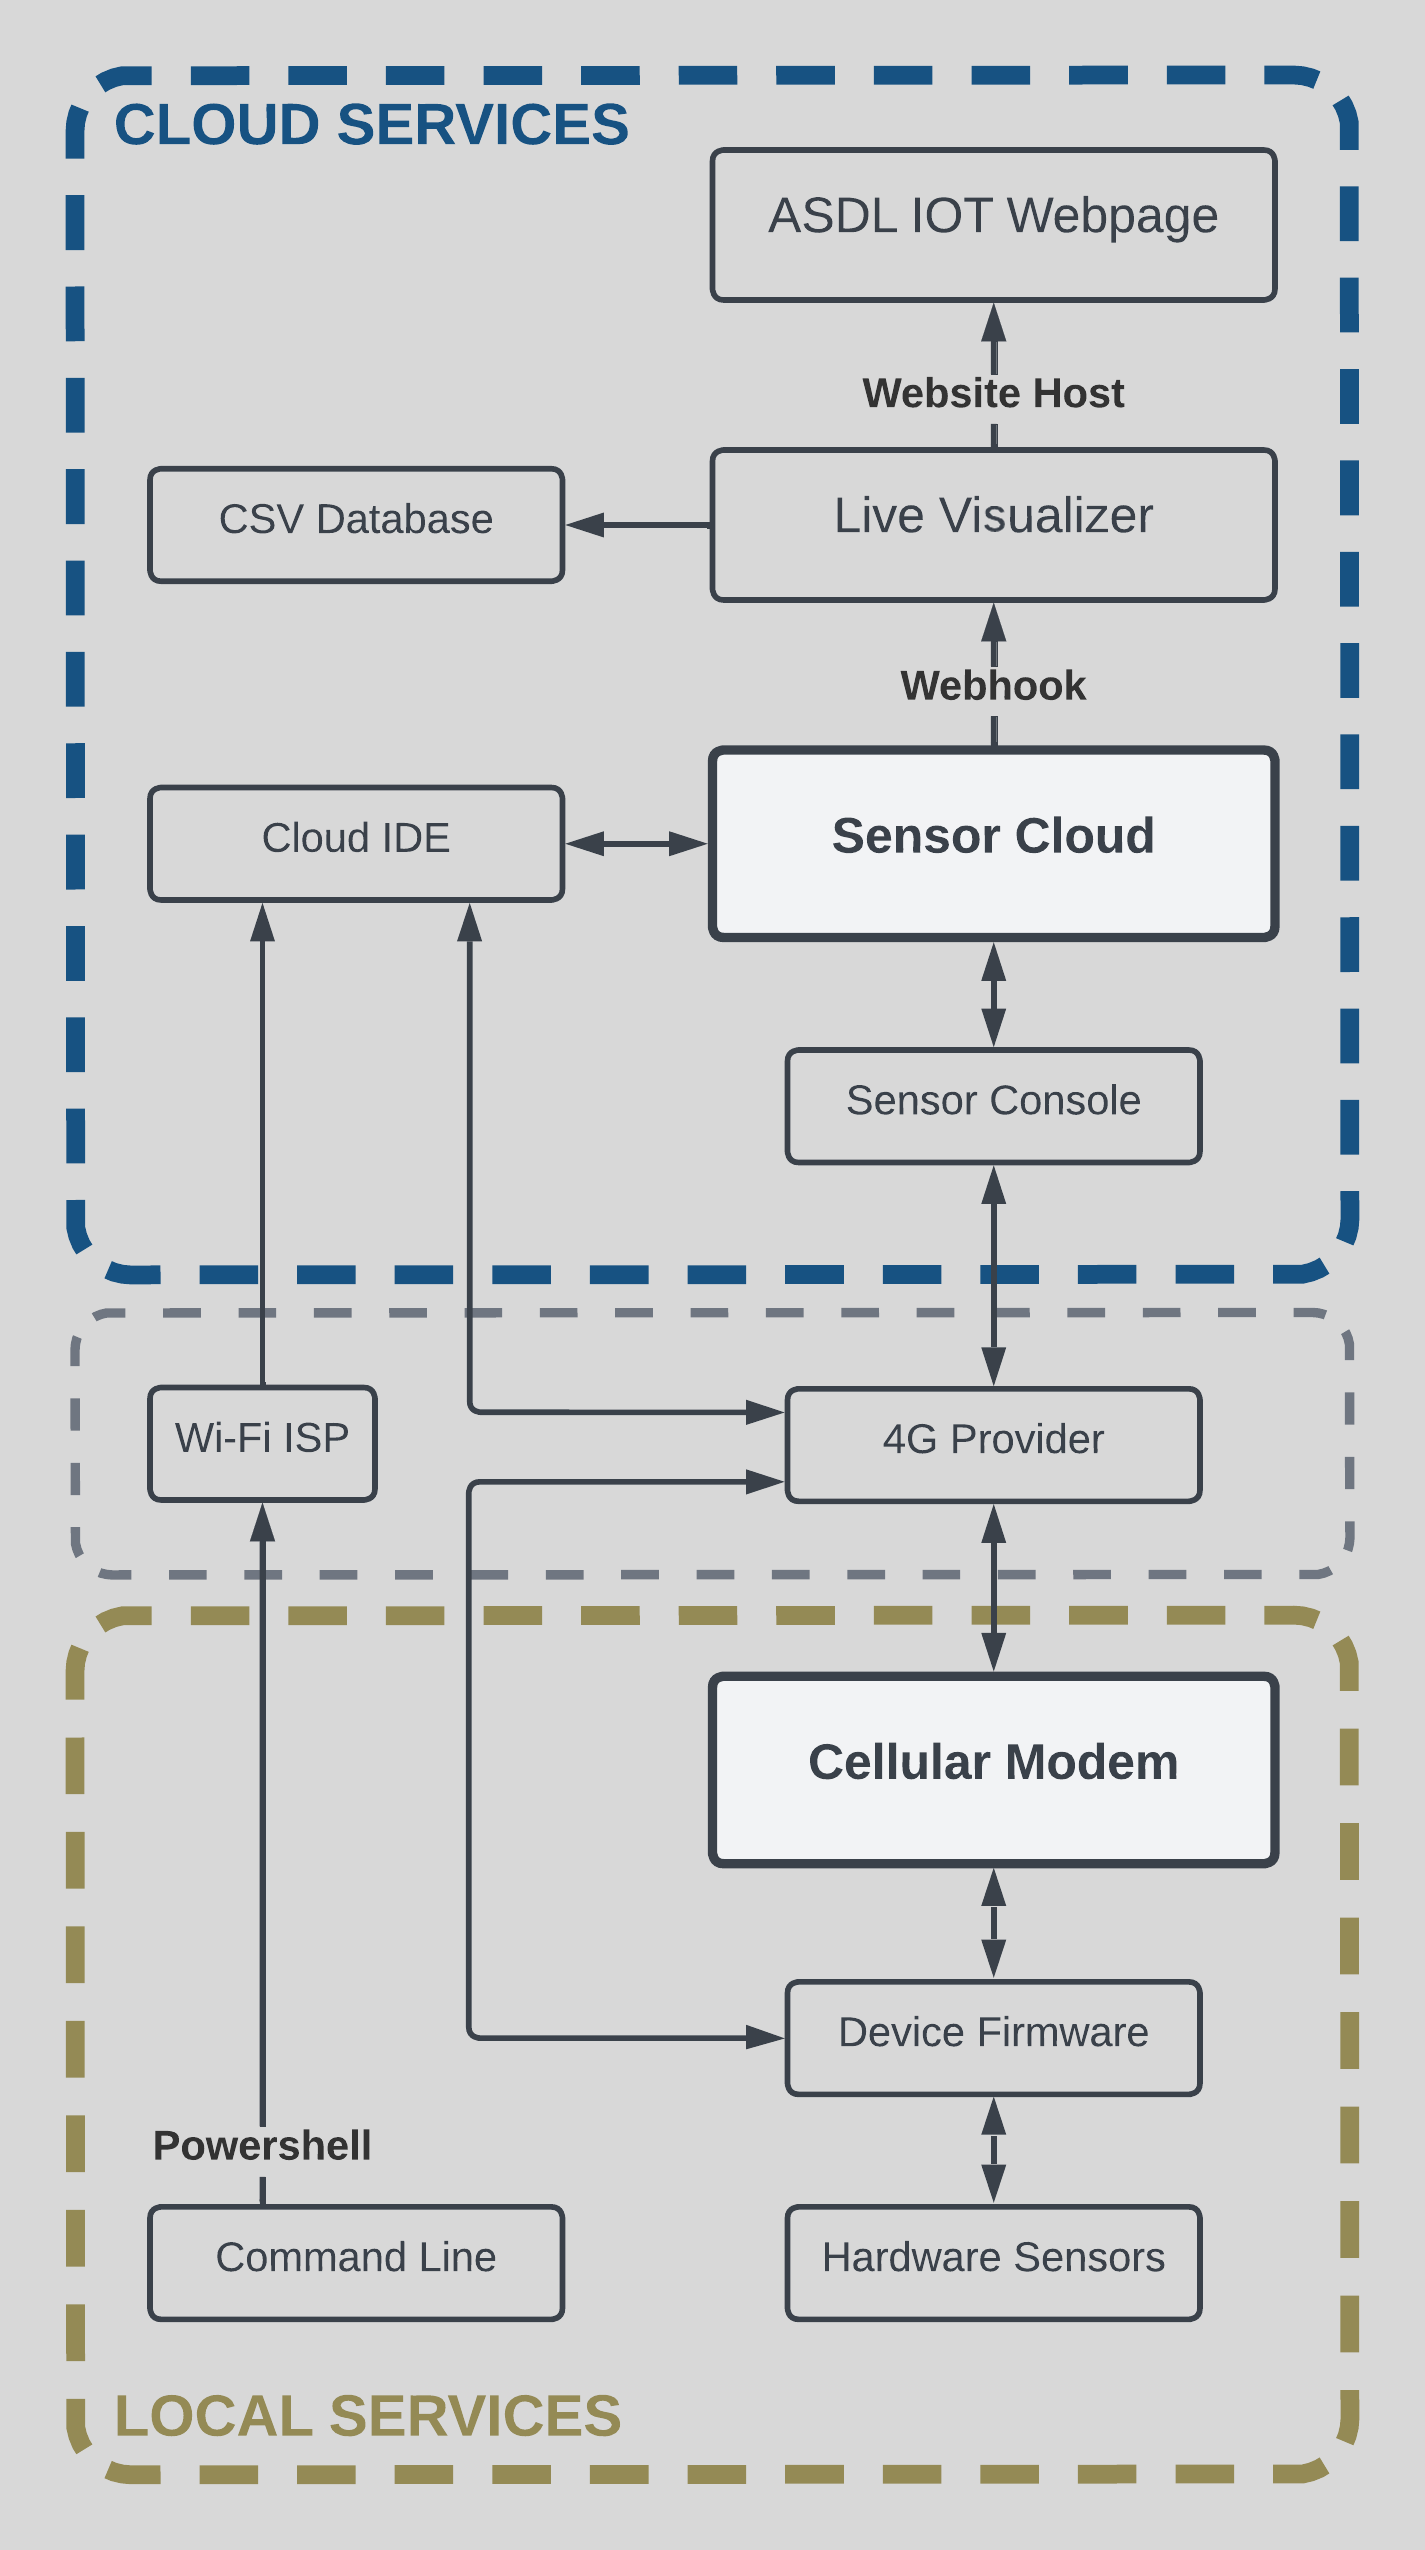 CLOUD SERVICES
ASDL IOT Webpage
Website Host
CSV Database
Live Visualizer
Webhook
Cloud IDE
Sensor Cloud
Sensor Console
Wi-Fi ISP
4G Provider
Cellular Modem
Device Firmware
Powershell
Command Line
Hardware Sensors
LOCAL SERVICES